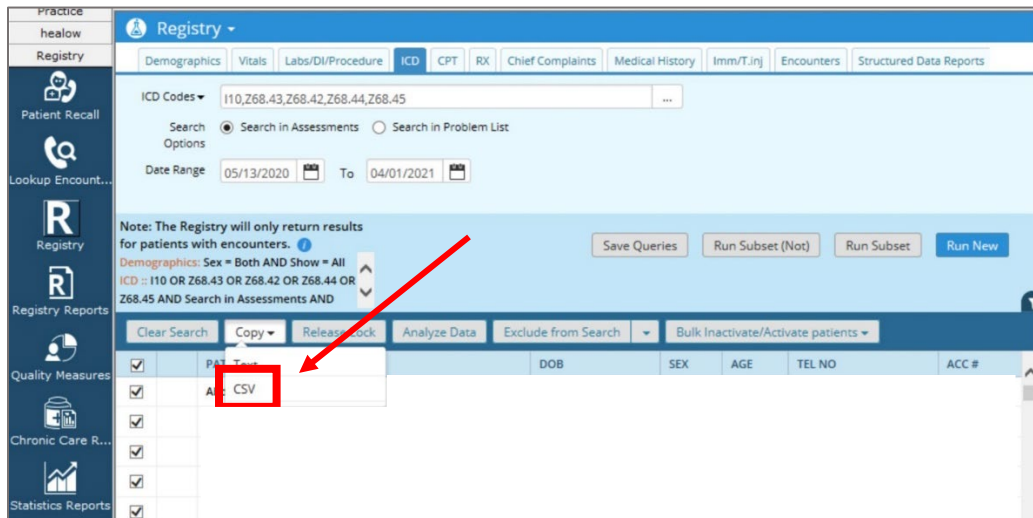 Practice
healow
Registry
Patient Recall
Lookup Encount...
R
Registry
R
Registry Reports
Quality Measures
Chronic Care R...
Statistics Reports
Registry
Demographics Vitals Labs/DI/Procedure ICD CPT RX Chief Complaints Medical History Imm/T.inj Encounters Structured Data Reports
ICD Codes I10,Z68.43,Z68.42,Z68.44,Z68.45 ...
Search Options Search in Assessments Search in Problem List
Date Range 05/13/2020 To 04/01/2021
Note: The Registry will only return results
for patients with encounters. i
Demographics: Sex = Both AND Show = All
ICD :: I10 OR Z68.43 OR Z68.42 OR Z68.44 OR
Z68.45 AND Search in Assessments AND
Save Queries Run Subset (Not) Run Subset Run New
Clear Search Copy Release Lock Analyze Data Exclude from Search Bulk Inactivate/Activate patients
Text DOB SEX AGE TEL NO ACC #
CSV